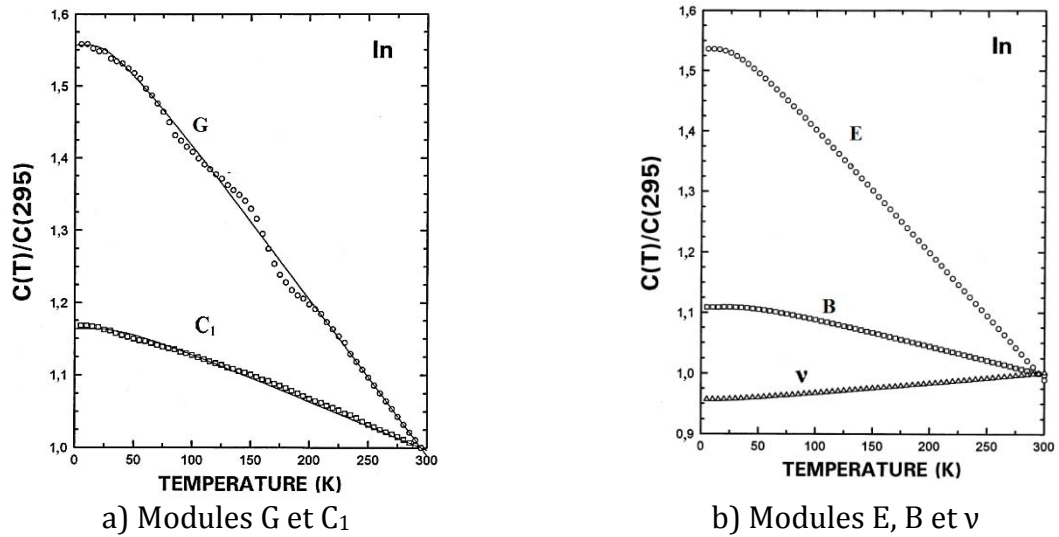 1,6
1,5
1,4
1,3
1,2
1,1
1,0
C(T)/C(295)
In
G
C₁
0
50
100
150
200
250
300
TEMPERATURE (K)
a) Modules G et C₁
1,6
1,5
1,4
1,3
1,2
1,1
1,0
0,9
C(T)/C(295)
In
E
B
ν
0
50
100
150
200
250
300
TEMPERATURE (K)
b) Modules E, B et ν